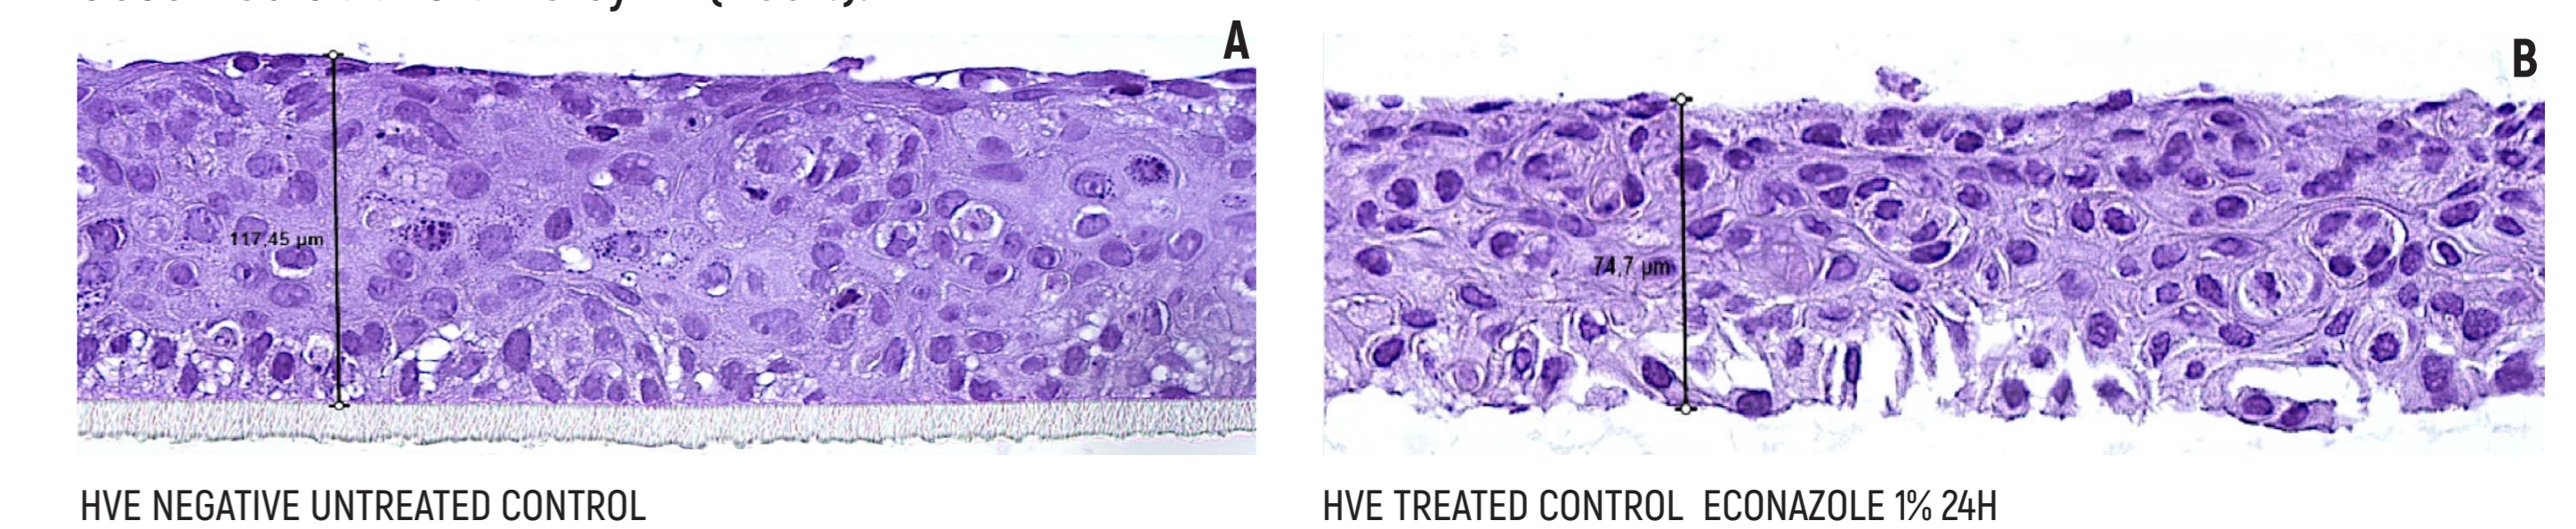 A
B
117,45 µm
74,7 µm
HVE NEGATIVE UNTREATED CONTROL
HVE TREATED CONTROL ECONAZOLE 1% 24H